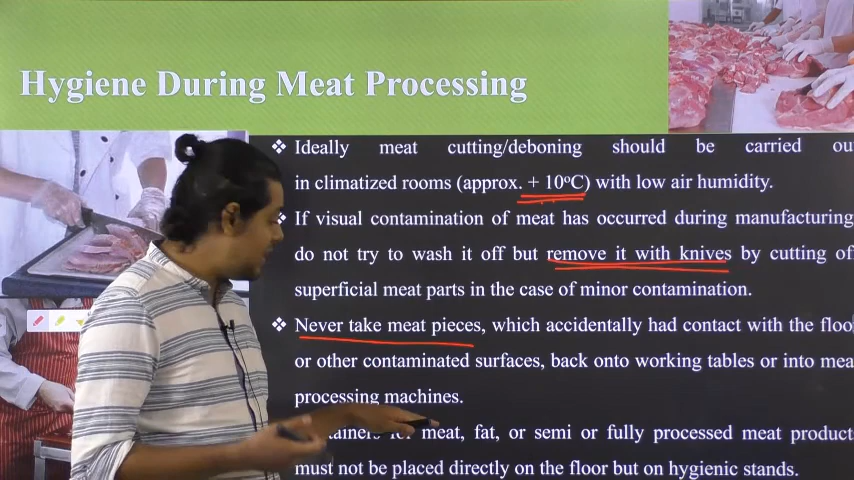 Hygiene During Meat Processing
❖ Ideally meat cutting/deboning should be carried ou
in climatized rooms (approx. + 10°C) with low air humidity.
❖ If visual contamination of meat has occurred during manufacturing
do not try to wash it off but remove it with knives by cutting of
superficial meat parts in the case of minor contamination.
❖ Never take meat pieces, which accidentally had contact with the floo
or other contaminated surfaces, back onto working tables or into mea
processing machines.
tainers for meat, fat, or semi or fully processed meat product
must not be placed directly on the floor but on hygienic stands.